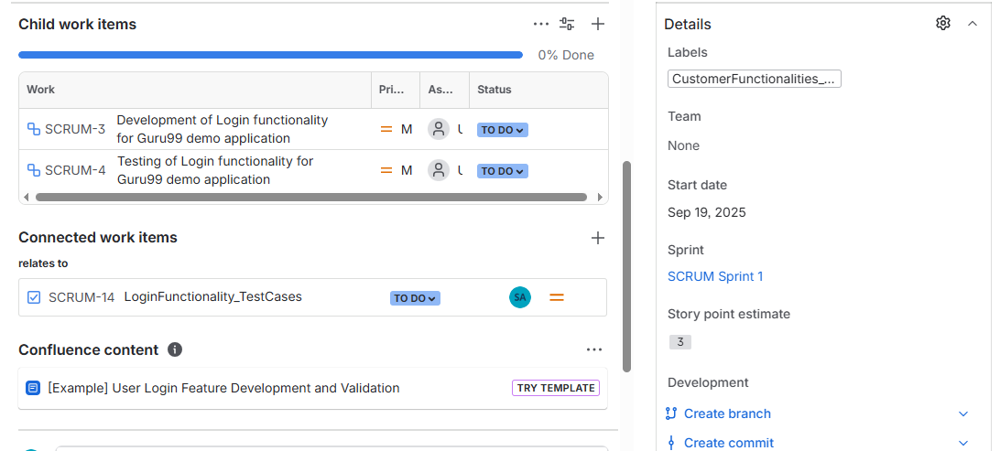 Child work items
0% Done
Work Pri... As... Status
SCRUM-3 Development of Login functionality
for Guru99 demo application
M TO DO
SCRUM-4 Testing of Login functionality for
Guru99 demo application
M TO DO
Connected work items
relates to
SCRUM-14 LoginFunctionality_TestCases TO DO SA
Confluence content
[Example] User Login Feature Development and Validation TRY TEMPLATE
Details
Labels
CustomerFunctionalities_...
Team
None
Start date
Sep 19, 2025
Sprint
SCRUM Sprint 1
Story point estimate
3
Development
Create branch
Create commit